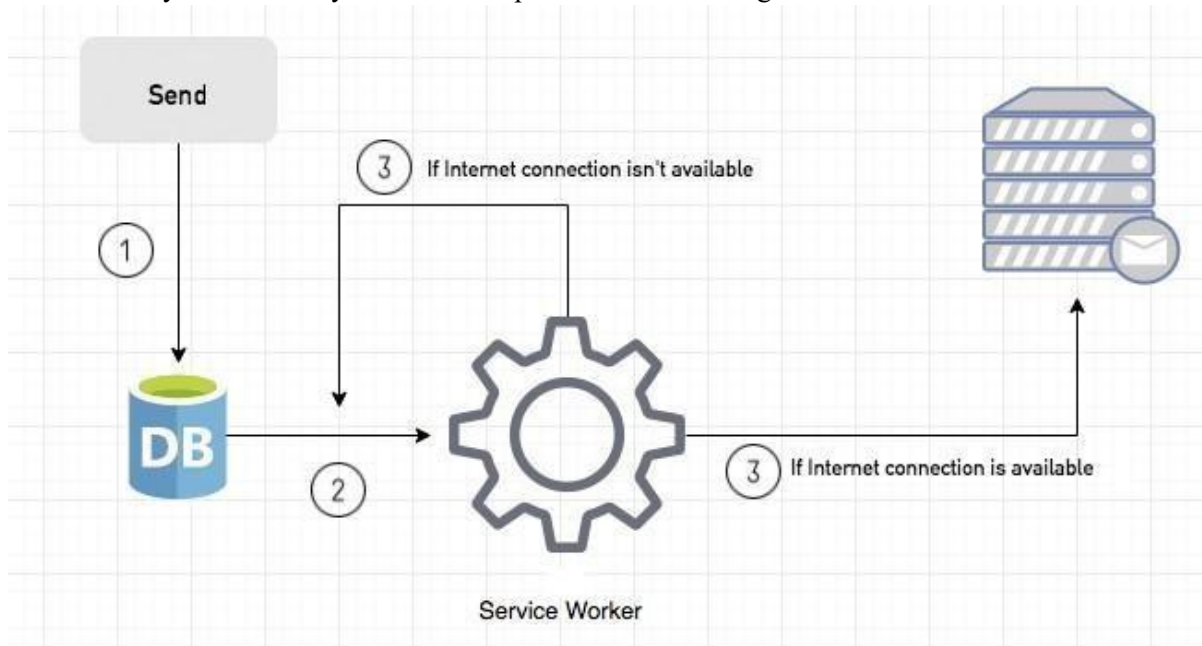 Send
3 If Internet connection isn't available
1
DB
2
3 If Internet connection is available
Service Worker